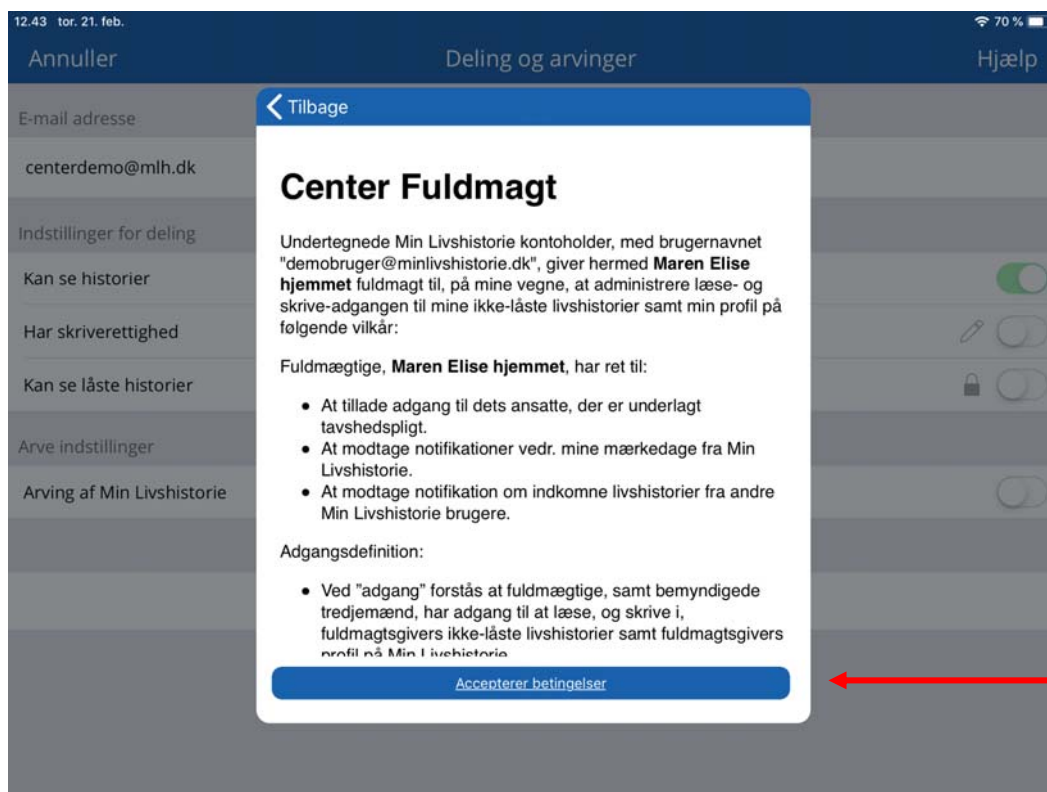 12.43 tor. 21. feb.
70 %
Annuller
Deling og arvinger
Hjælp
E-mail adresse
centerdemo@mlh.dk
Indstillinger for deling
Kan se historier
Har skriverettighed
Kan se låste historier
Arve indstillinger
Arving af Min Livshistorie
Tilbage
Center Fuldmagt
Undertegnede Min Livshistorie kontoholder, med brugernavnet
"demobruger@minlivshistorie.dk", giver hermed Maren Elise
hjemmet fuldmagt til, på mine vegne, at administrere læse- og
skrive-adgangen til mine ikke-låste livshistorier samt min profil på
følgende vilkår:
Fuldmægtige, Maren Elise hjemmet, har ret til:
• At tillade adgang til dets ansatte, der er underlagt
tavshedspligt.
• At modtage notifikationer vedr. mine mærkedage fra Min
Livshistorie.
• At modtage notifikation om indkomne livshistorier fra andre
Min Livshistorie brugere.
Adgangsdefinition:
• Ved ”adgang” forstås at fuldmægtige, samt bemyndigede
tredjemænd, har adgang til at læse, og skrive i,
fuldmagtsgivers ikke-låste livshistorier samt fuldmagtsgivers
profil på Min Livshistorie
Accepterer betingelser